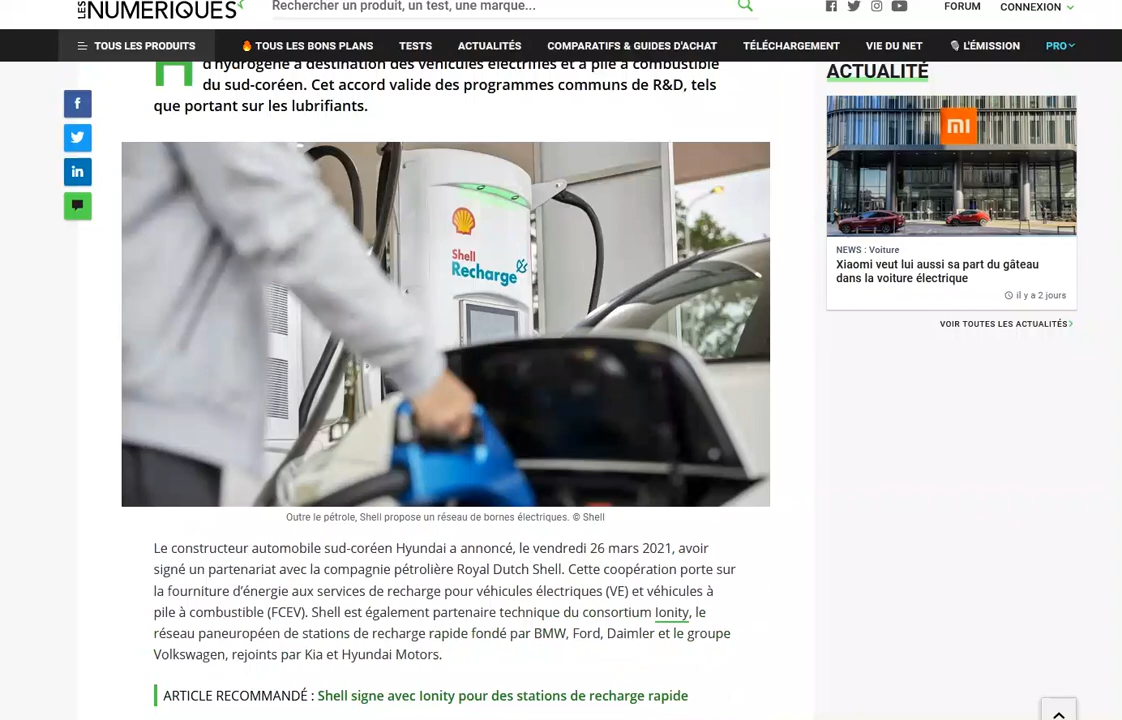 LES
NUMERIQUES
Rechercher un produit, un test, une marque...
FORUM
CONNEXION
TOUS LES PRODUITS
TOUS LES BONS PLANS
TESTS
ACTUALITÉS
COMPARATIFS & GUIDES D'ACHAT
TÉLÉCHARGEMENT
VIE DU NET
L'ÉMISSION
PRO
d'hydrogène à destination des véhicules électrifiés et à pile à combustible
du sud-coréen. Cet accord valide des programmes communs de R&D, tels
que portant sur les lubrifiants.
f
in
Shell
Recharge
Outre le pétrole, Shell propose un réseau de bornes électriques. © Shell
Le constructeur automobile sud-coréen Hyundai a annoncé, le vendredi 26 mars 2021, avoir
signé un partenariat avec la compagnie pétrolière Royal Dutch Shell. Cette coopération porte sur
la fourniture d'énergie aux services de recharge pour véhicules électriques (VE) et véhicules à
pile à combustible (FCEV). Shell est également partenaire technique du consortium Ionity, le
réseau paneuropéen de stations de recharge rapide fondé par BMW, Ford, Daimler et le groupe
Volkswagen, rejoints par Kia et Hyundai Motors.
ARTICLE RECOMMANDÉ : Shell signe avec Ionity pour des stations de recharge rapide
ACTUALITÉ
MI
NEWS : Voiture
Xiaomi veut lui aussi sa part du gâteau
dans la voiture électrique
il y a 2 jours
VOIR TOUTES LES ACTUALITÉS